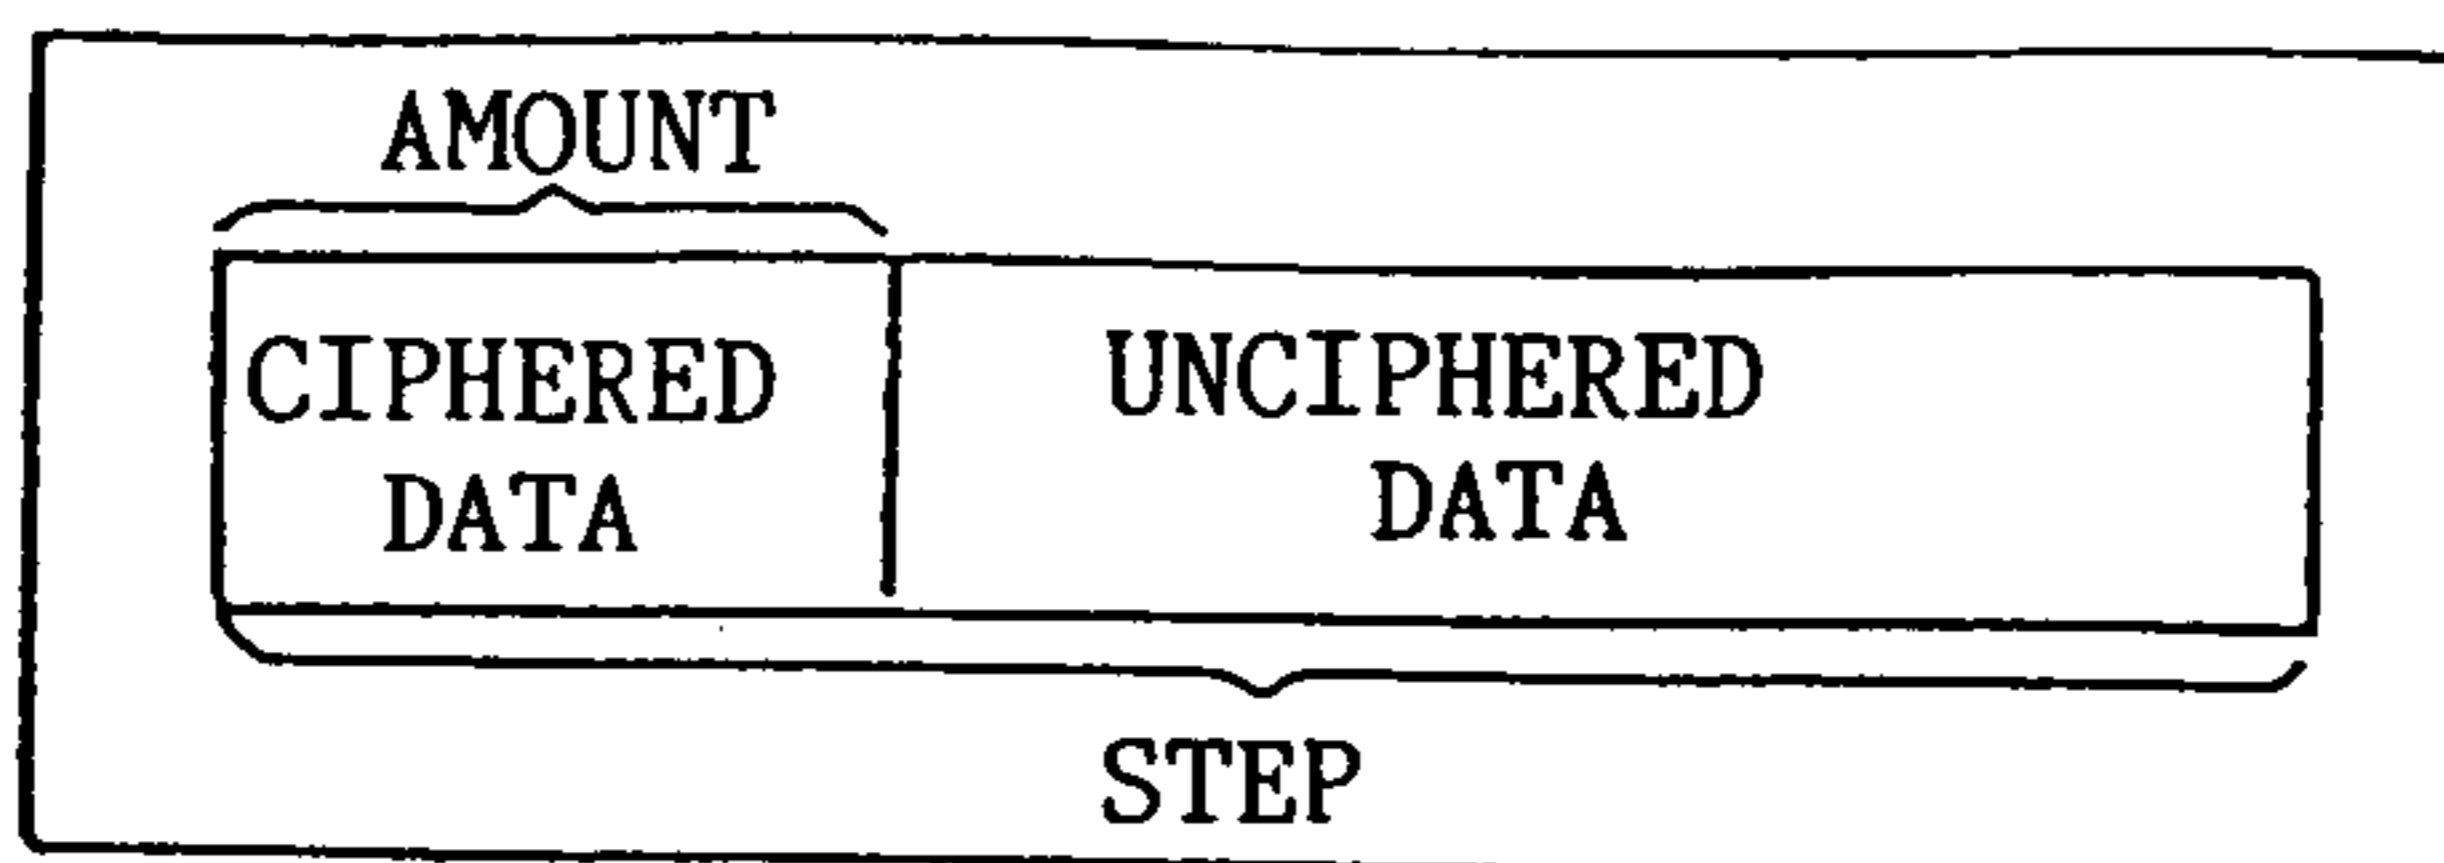 AMOUNT
CIPHERED
DATA
UNCIPHERED
DATA
STEP